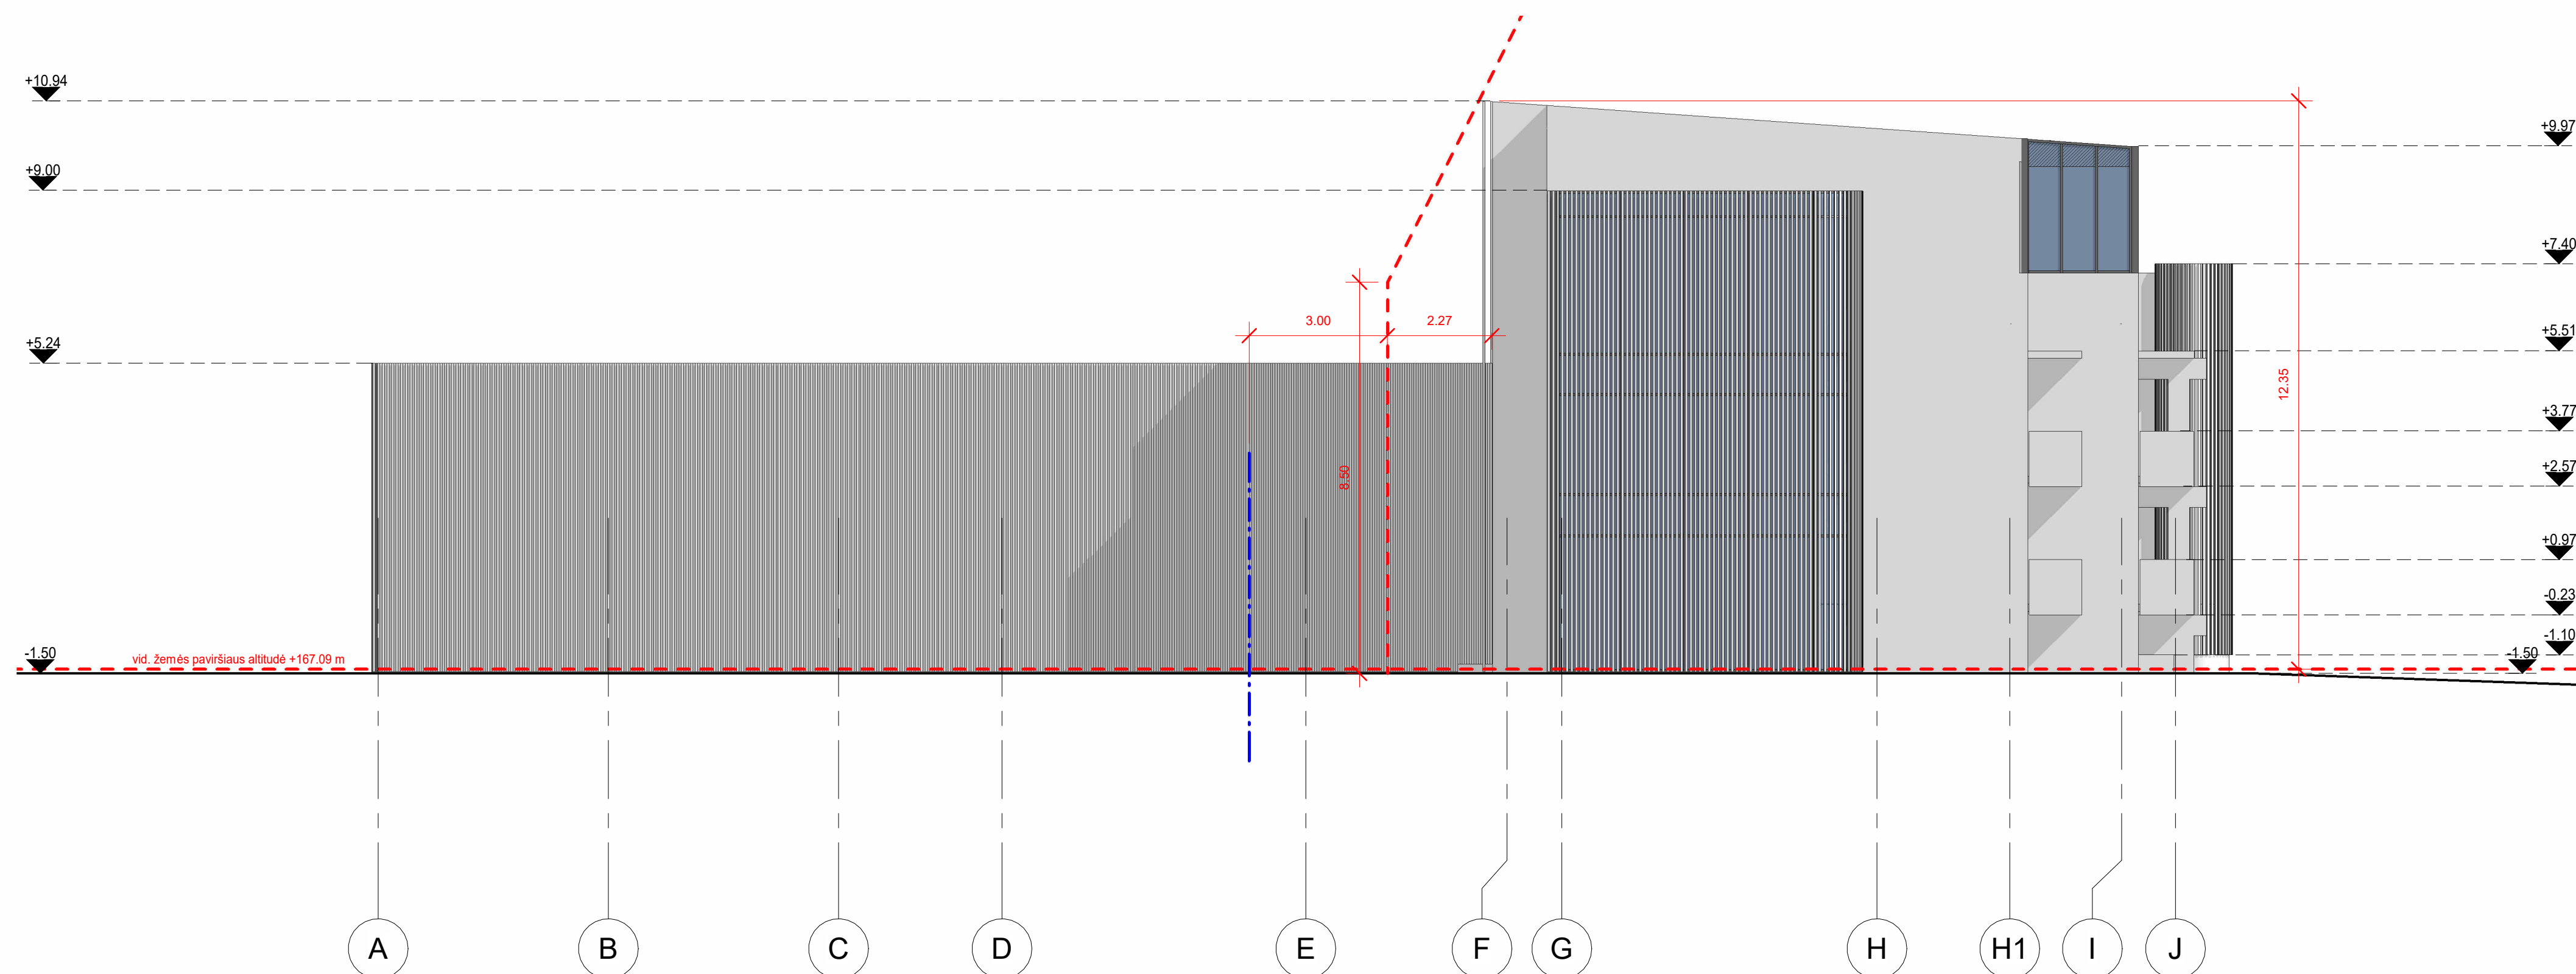 +10.94
+9.97
+9.00
+7.40
3.00
2.27
+5.51
+5.24
12.35
+3.77
8.50
+2.57
+0.97
-0.23
-1.10
-1.50
vid. žemės paviršiaus altitudė +167.09 m
-1.50
A
B
C
D
E
F
G
H
H1
I
J